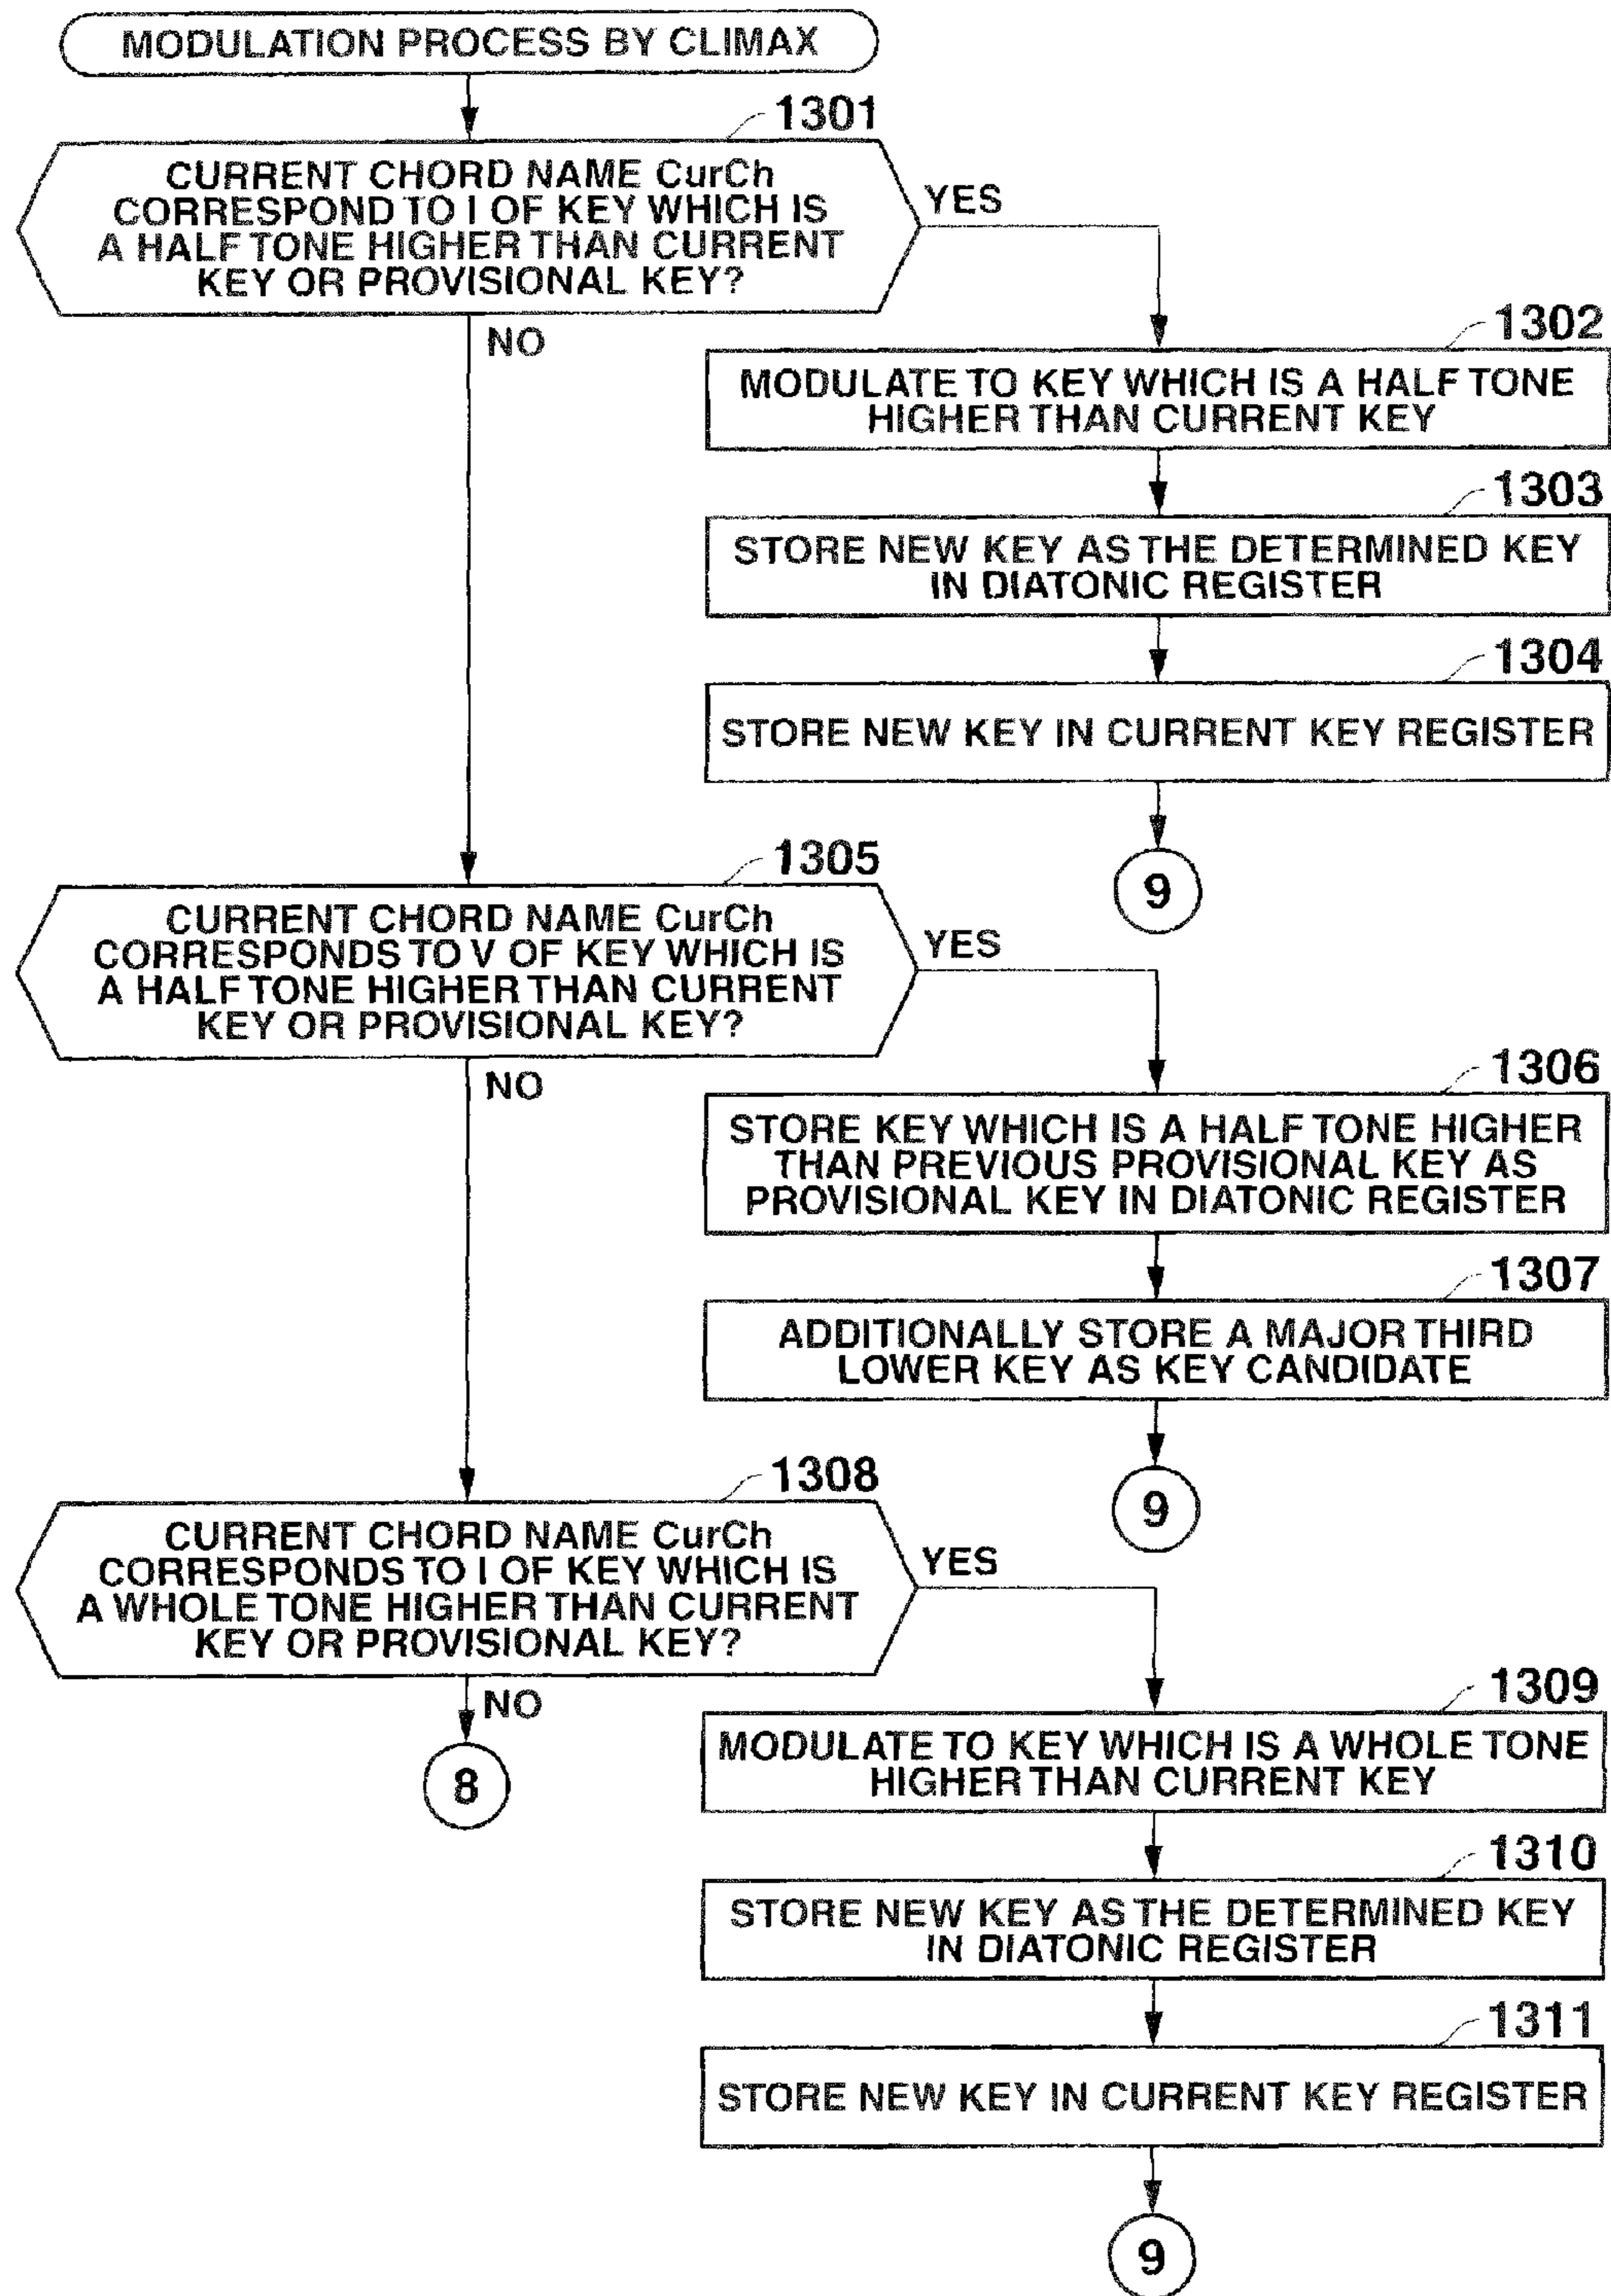 MODULATION PROCESS BY CLIMAX
1301
CURRENT CHORD NAME CurCh
CORRESPOND TO I OF KEY WHICH IS
A HALF TONE HIGHER THAN CURRENT
KEY OR PROVISIONAL KEY?
YES
NO
1302
MODULATE TO KEY WHICH IS A HALF TONE
HIGHER THAN CURRENT KEY
1303
STORE NEW KEY AS THE DETERMINED KEY
IN DIATONIC REGISTER
1304
STORE NEW KEY IN CURRENT KEY REGISTER
9
1305
CURRENT CHORD NAME CurCh
CORRESPONDS TO V OF KEY WHICH IS
A HALF TONE HIGHER THAN CURRENT
KEY OR PROVISIONAL KEY?
YES
NO
1306
STORE KEY WHICH IS A HALF TONE HIGHER
THAN PREVIOUS PROVISIONAL KEY AS
PROVISIONAL KEY IN DIATONIC REGISTER
1307
ADDITIONALLY STORE A MAJOR THIRD
LOWER KEY AS KEY CANDIDATE
9
1308
CURRENT CHORD NAME CurCh
CORRESPONDS TO I OF KEY WHICH IS
A WHOLE TONE HIGHER THAN CURRENT
KEY OR PROVISIONAL KEY?
YES
NO
8
1309
MODULATE TO KEY WHICH IS A WHOLE TONE
HIGHER THAN CURRENT KEY
1310
STORE NEW KEY AS THE DETERMINED KEY
IN DIATONIC REGISTER
1311
STORE NEW KEY IN CURRENT KEY REGISTER
9